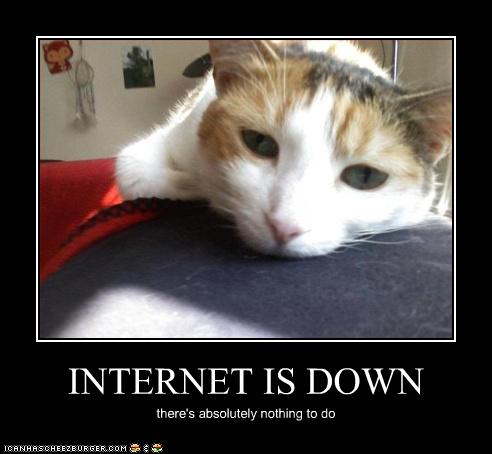 INTERNET IS DOWN
there's absolutely nothing to do
ICANHASCHEEZBURGER.COM